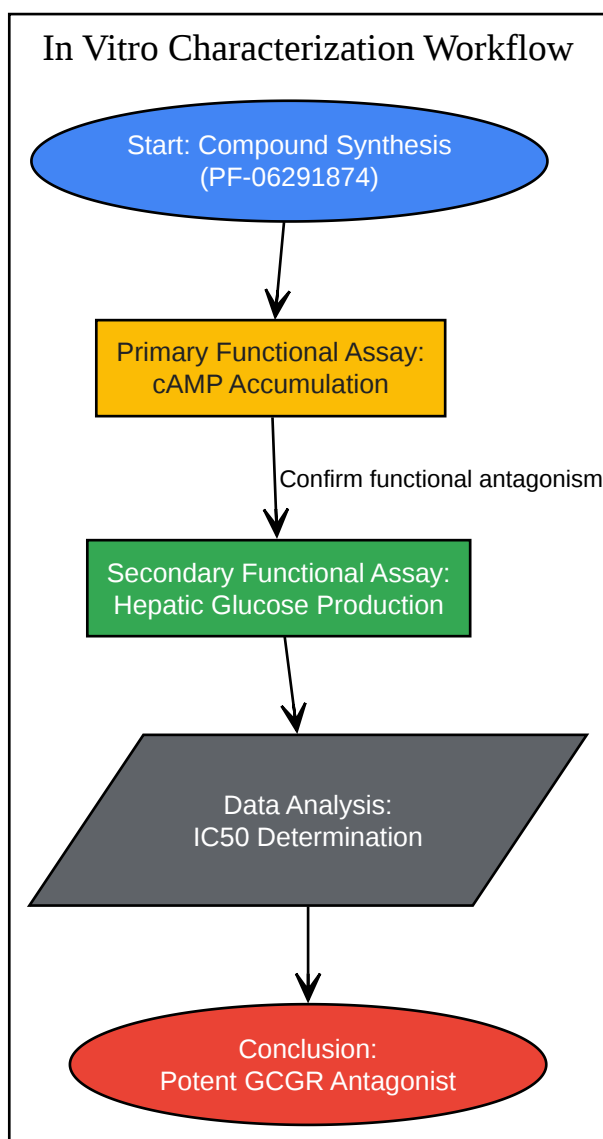 In Vitro Characterization Workflow
Start: Compound Synthesis
(PF-06291874)
Primary Functional Assay:
cAMP Accumulation
Confirm functional antagonism
Secondary Functional Assay:
Hepatic Glucose Production
Data Analysis:
IC50 Determination
Conclusion:
Potent GCGR Antagonist